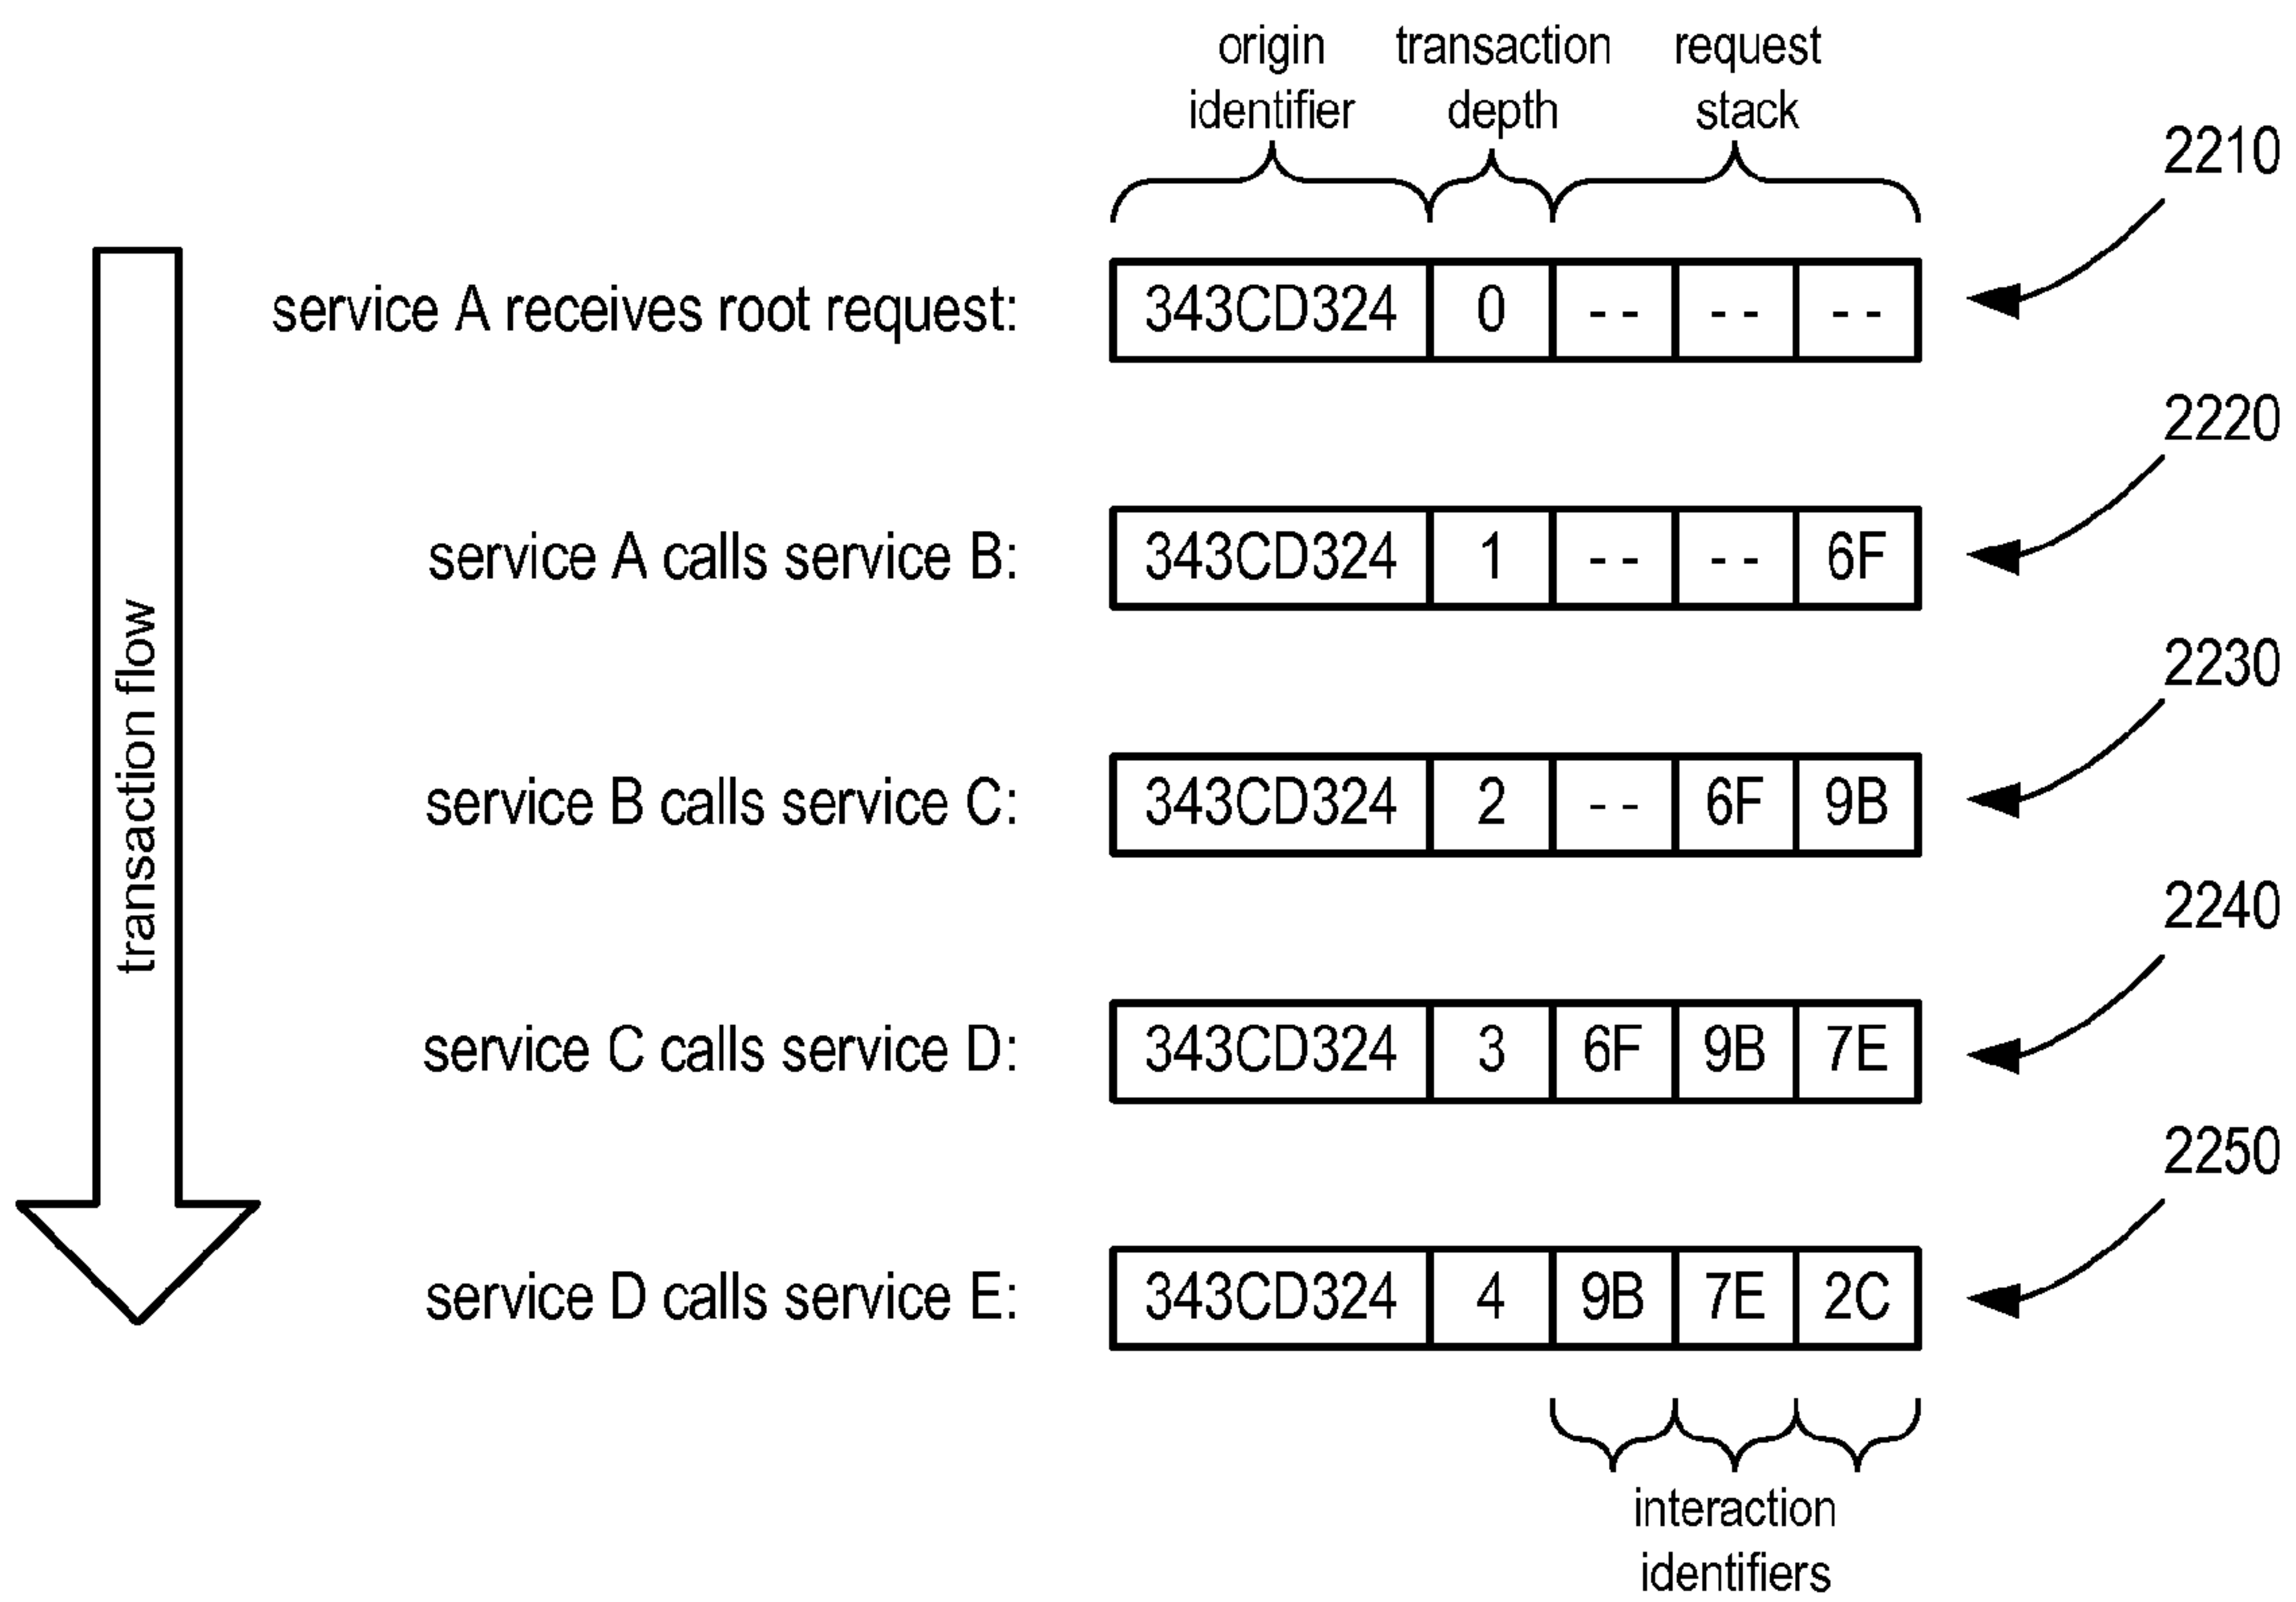 origin
identifier
transaction
depth
request
stack
2210
service A receives root request: 343CD324 0 -- -- --
2220
service A calls service B: 343CD324 1 -- -- 6F
2230
service B calls service C: 343CD324 2 -- 6F 9B
2240
service C calls service D: 343CD324 3 6F 9B 7E
2250
service D calls service E: 343CD324 4 9B 7E 2C
transaction flow
interaction
identifiers